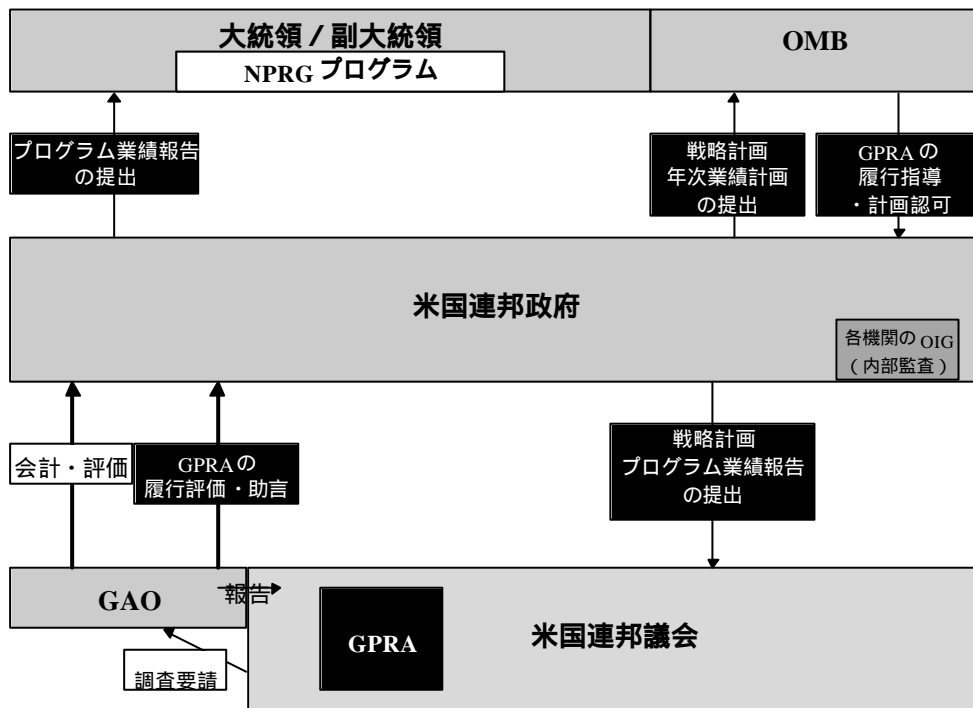 大統領 / 副大統領
NPRG プログラム
OMB
プログラム業績報告
の提出
戦略計画
年次業績計画
の提出
GPRA の
履行指導
・計画認可
米国連邦政府
各機関の OIG
(内部監査)
会計・評価
GPRA の
履行評価・助言
戦略計画
プログラム業績報告
の提出
GAO
報告
GPRA
米国連邦議会
調査要請